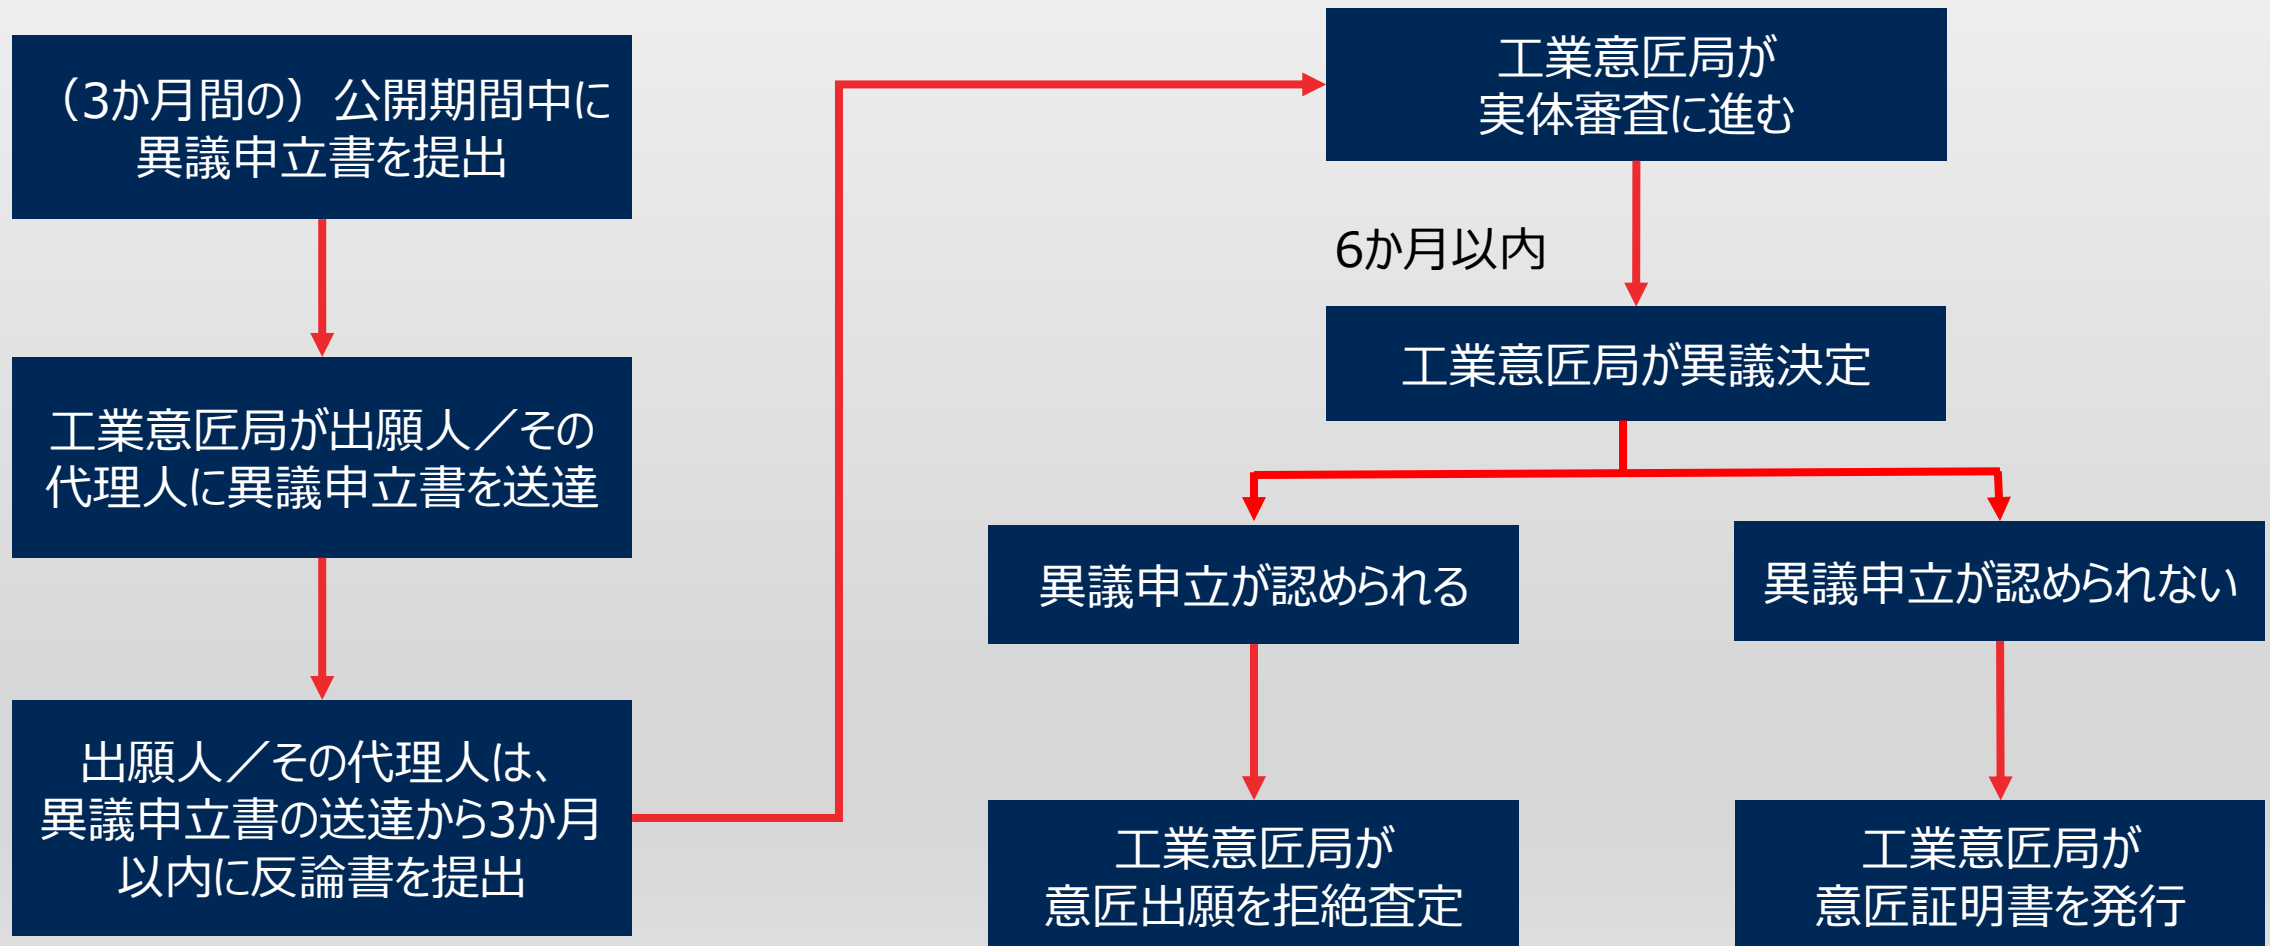 （3か月間の）公開期間中に
異議申立書を提出
工業意匠局が出願人／その
代理人に異議申立書を送達
出願人／その代理人は、
異議申立書の送達から3か月
以内に反論書を提出
工業意匠局が
実体審査に進む
6か月以内
工業意匠局が異議決定
異議申立が認められる
異議申立が認められない
工業意匠局が
意匠出願を拒絶査定
工業意匠局が
意匠証明書を発行